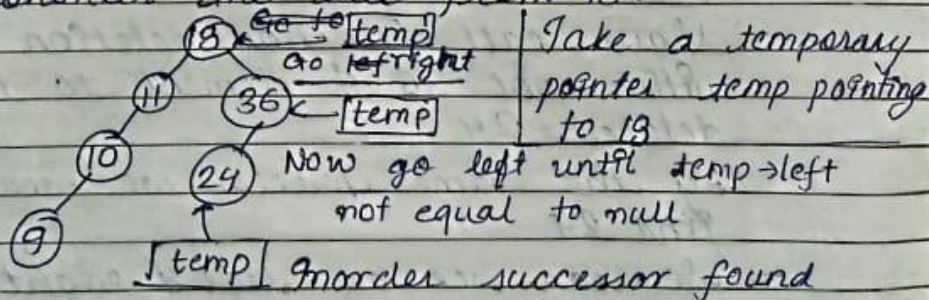 18 Go to temp
Go lef right
11 36 temp
10 24
9
temp
Take a temporary
pointer temp pointing
to 18
Now go left until temp→left
not equal to null
Inorder successor found